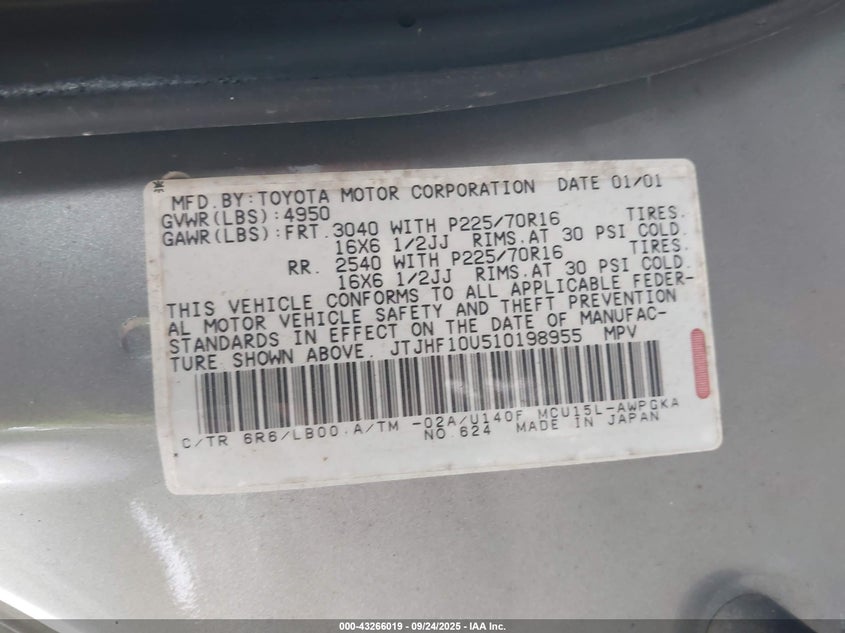 MFD.BY:TOYOTA MOTOR CORPORATION DATE 01/01
GVWR(LBS):4950
GAWR(LBS):FRT.3040 WITH P225/70R16 TIRES.
16X6 1/2JJ RIMS.AT 30 PSI COLD.
RR. 2540 WITH P225/70R16 TIRES.
16X6 1/2JJ RIMS.AT 30 PSI COLD.
THIS VEHICLE CONFORMS TO ALL APPLICABLE FEDER-
AL MOTOR VEHICLE SAFETY AND THEFT PREVENTION
STANDARDS IN EFFECT ON THE DATE OF MANUFAC-
TURE SHOWN ABOVE. JTJHF10U510198955 MPV
C/TR 6R6/LB00.A/TM -02A/U140F MCU15L-AWPGKA
NO.624 MADE IN JAPAN
000-43266019 - 09/24/2025 - IAA Inc.